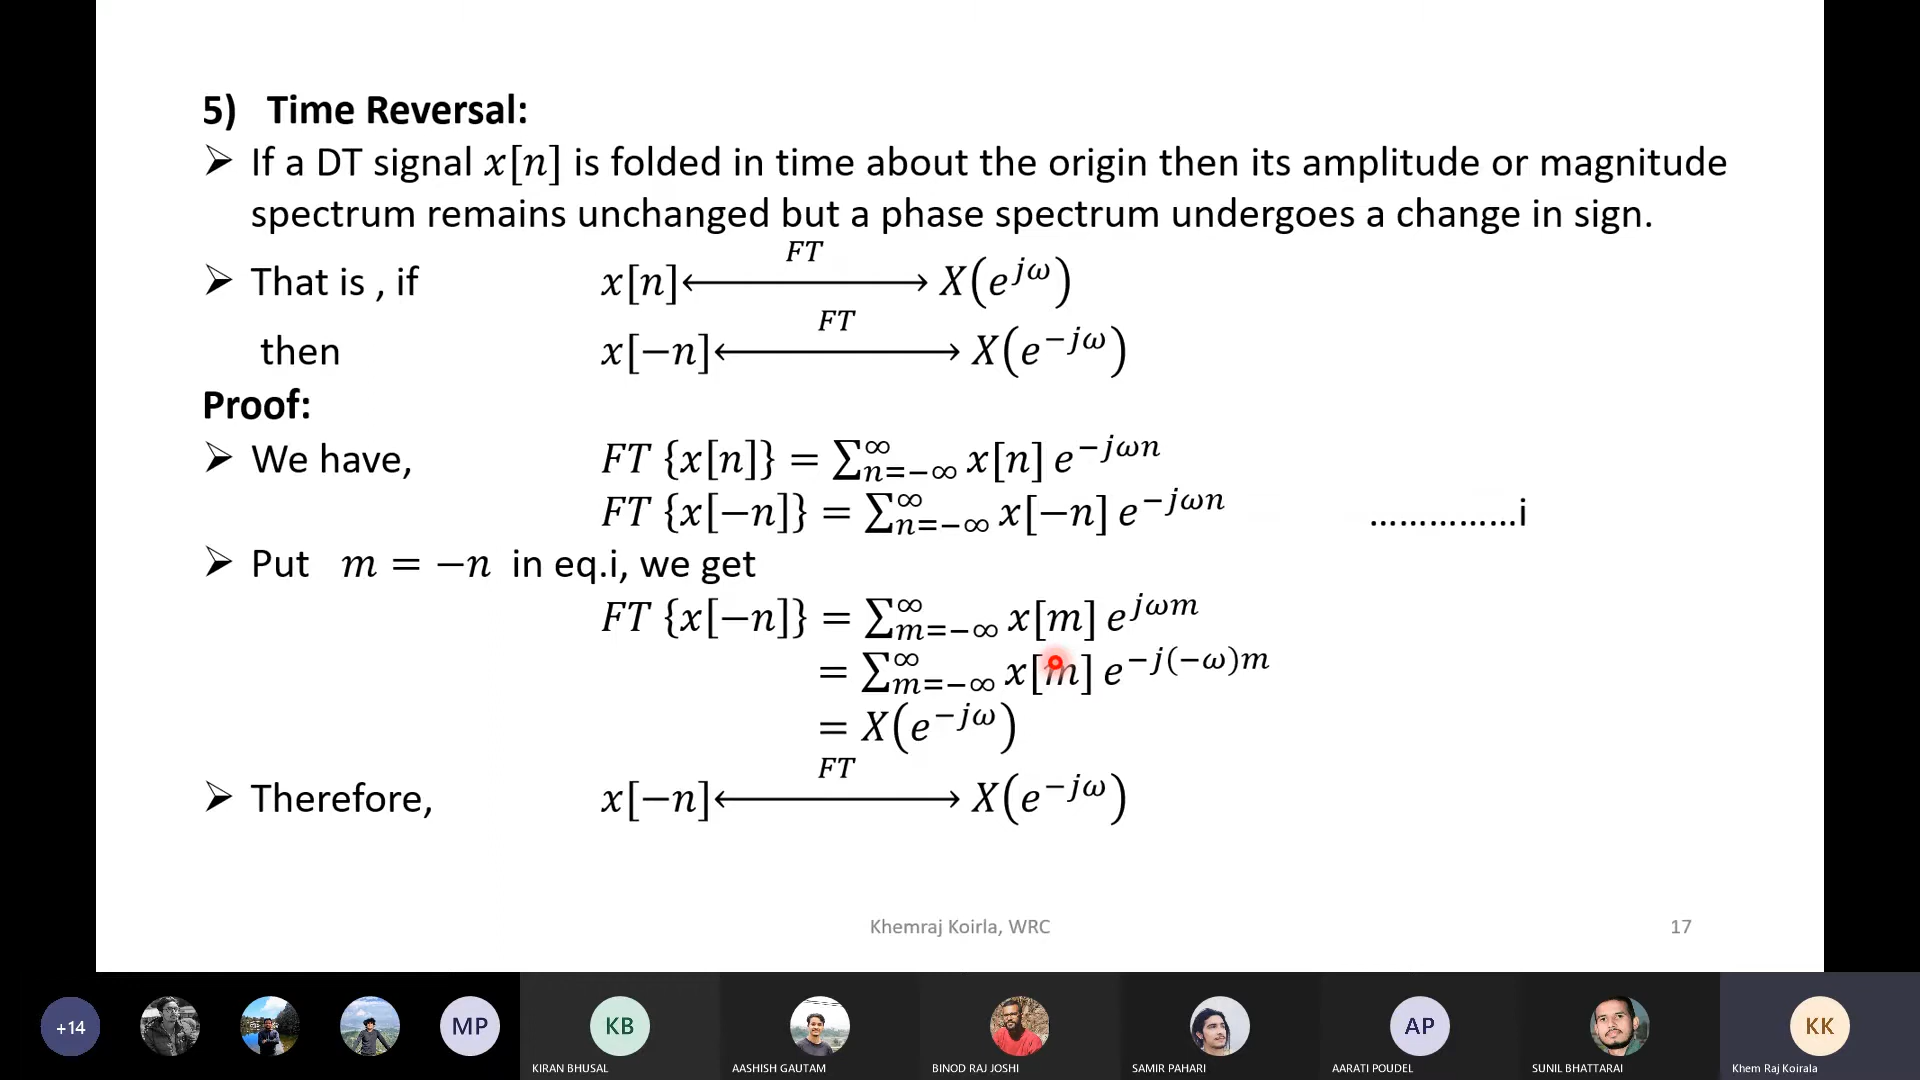 5) Time Reversal:
➢ If a DT signal x[n] is folded in time about the origin then its amplitude or magnitude
spectrum remains unchanged but a phase spectrum undergoes a change in sign.
➢ That is , if x[n] ⟷ FT X(e^{jω})
then x[−n] ⟷ FT X(e^{−jω})
Proof:
➢ We have, FT {x[n]} = ∑_{n=−∞}^{∞} x[n] e^{−jωn}
FT {x[−n]} = ∑_{n=−∞}^{∞} x[−n] e^{−jωn} ……………i
➢ Put m = −n in eq.i, we get
FT {x[−n]} = ∑_{m=−∞}^{∞} x[m] e^{jωm}
= ∑_{m=−∞}^{∞} x[m] e^{−j(−ω)m}
= X(e^{−jω})
➢ Therefore, x[−n] ⟷ FT X(e^{−jω})
Khemraj Koirla, WRC 17
+14 MP KB AP KK
KIRAN BHUSAL AASHISH GAUTAM BINOD RAJ JOSHI SAMIR PAHARI AARATI POUDEL SUNIL BHATTARAI Khem Raj Koirala